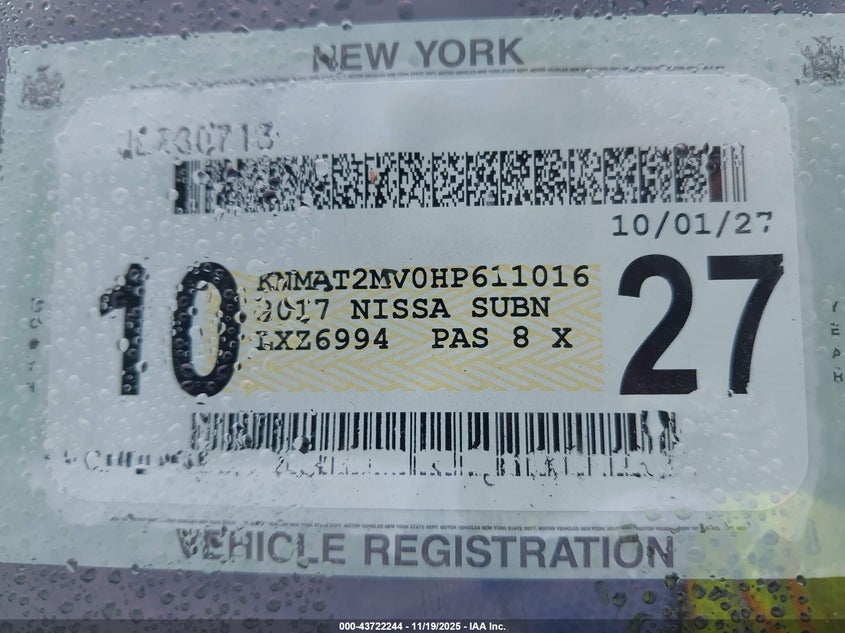 NEW YORK
10/01/27
10
27
KNMAT2MV0HP611016
2017 NISSA SUBN
LXZ6994 PAS 8 X
VEHICLE REGISTRATION
000-43722244 - 11/19/2025 - IAA Inc.